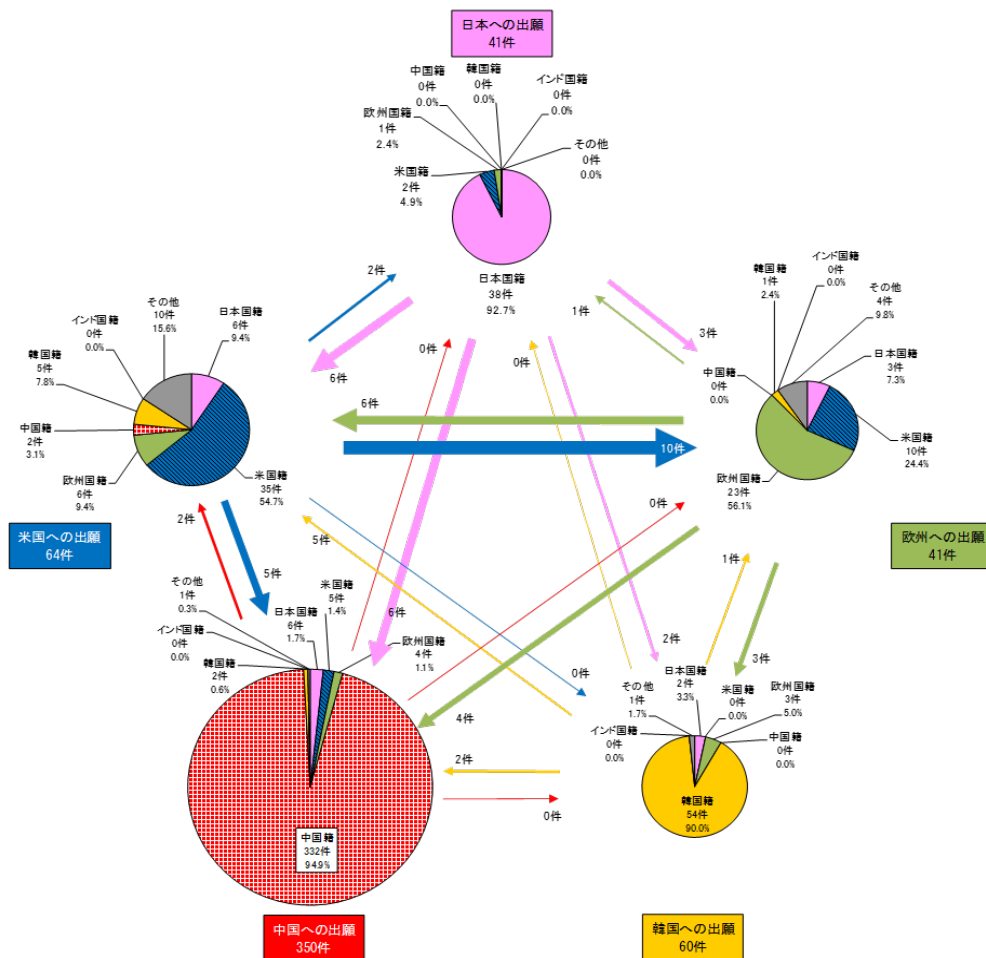 日本への出願
41件
中国籍
0件
0.0%
韓国籍
0件
0.0%
インド国籍
0件
0.0%
欧州国籍
1件
2.4%
その他
0件
0.0%
米国籍
2件
4.9%
日本国籍
38件
92.7%
2件
6件
0件
0件
1件
3件
インド国籍
0件
0.0%
その他
10件
15.6%
日本国籍
6件
9.4%
韓国籍
5件
7.8%
中国籍
2件
3.1%
欧州国籍
6件
9.4%
米国籍
35件
54.7%
米国への出願
64件
6件
10件
韓国籍
1件
2.4%
インド国籍
0件
0.0%
その他
4件
9.8%
日本国籍
3件
7.3%
中国籍
0件
0.0%
米国籍
10件
24.4%
欧州国籍
23件
56.1%
欧州への出願
41件
2件
5件
5件
0件
1件
3件
6件
2件
0件
4件
2件
0件
その他
1件
0.3%
日本国籍
6件
1.7%
米国籍
5件
1.4%
欧州国籍
4件
1.1%
インド国籍
0件
0.0%
韓国籍
2件
0.6%
中国籍
332件
94.9%
中国への出願
350件
その他
1件
1.7%
日本国籍
2件
3.3%
米国籍
0件
0.0%
欧州国籍
3件
5.0%
インド国籍
0件
0.0%
中国籍
0件
0.0%
韓国籍
54件
90.0%
韓国への出願
60件